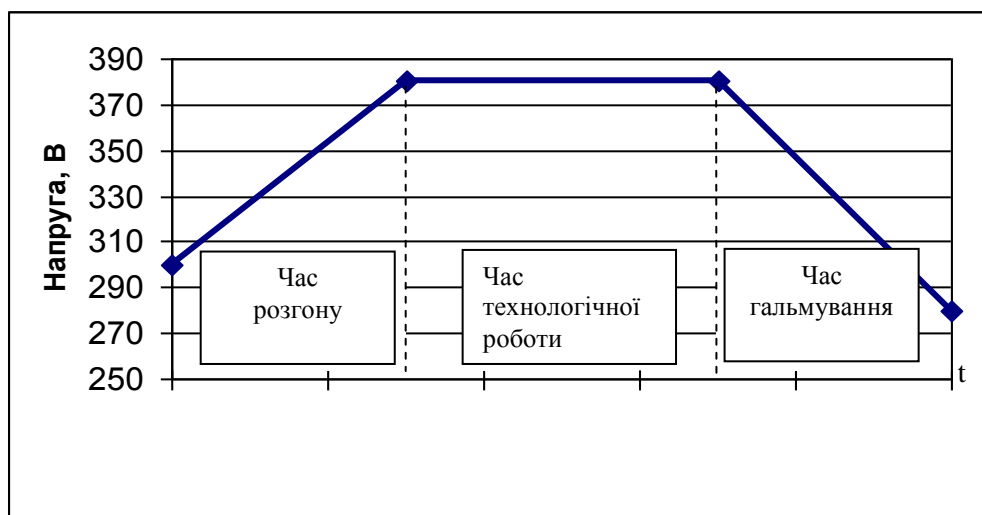 390
370
350
330
310
290
270
250
Напруга, В
Час
розгону
Час
технологічної
роботи
Час
гальмування
t